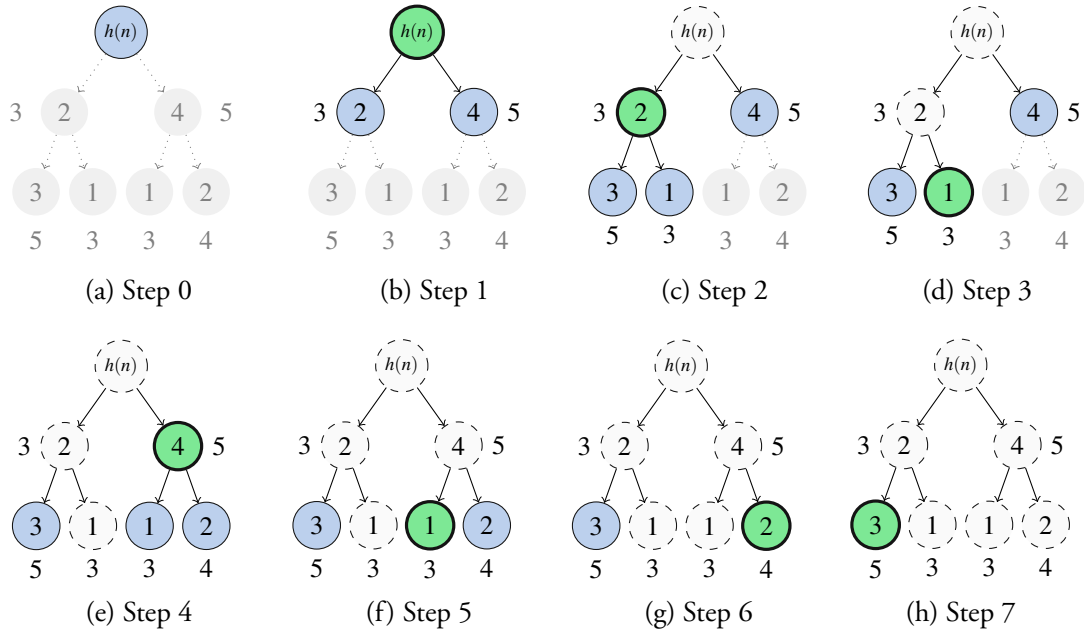 h(n) h(n) h(n) h(n)
3 2 4 5 3 2 4 5 3 2 4 5 3 2 4 5
3 1 1 2 3 1 1 2 3 1 1 2 3 1 1 2
5 3 3 4 5 3 3 4 5 3 3 4 5 3 3 4
(a) Step 0 (b) Step 1 (c) Step 2 (d) Step 3
h(n) h(n) h(n) h(n)
3 2 4 5 3 2 4 5 3 2 4 5 3 2 4 5
3 1 1 2 3 1 1 2 3 1 1 2 3 1 1 2
5 3 3 4 5 3 3 4 5 3 3 4 5 3 3 4
(e) Step 4 (f) Step 5 (g) Step 6 (h) Step 7